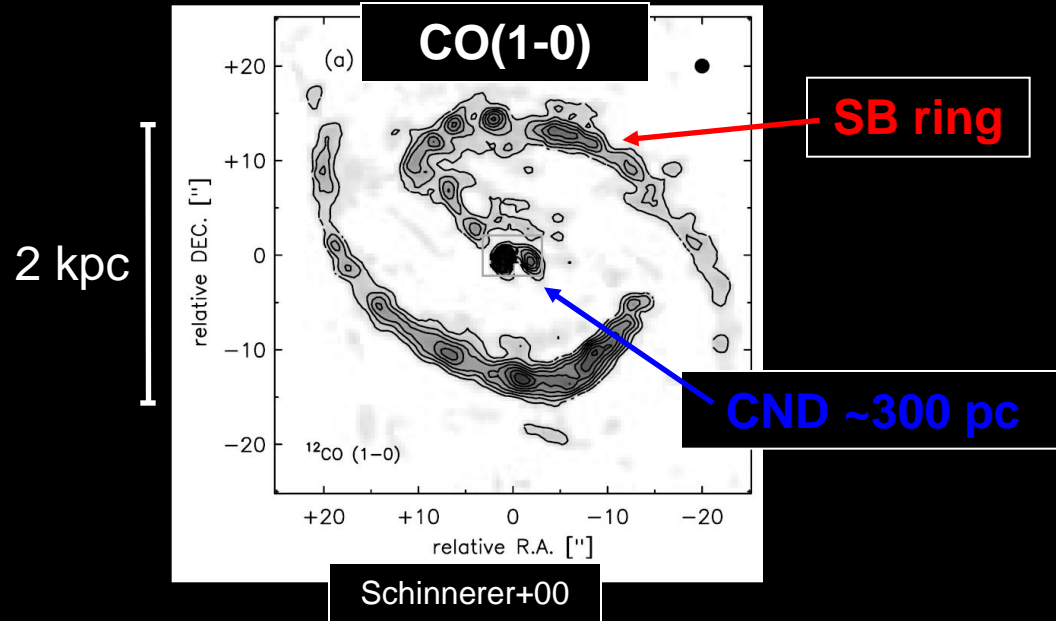 CO(1-0)
(a)
SB ring
2 kpc
CND ~300 pc
relative DEC. ["]
+20
+10
0
−10
−20
¹²CO (1−0)
+20 +10 0 −10 −20
relative R.A. ["]
Schinnerer+00